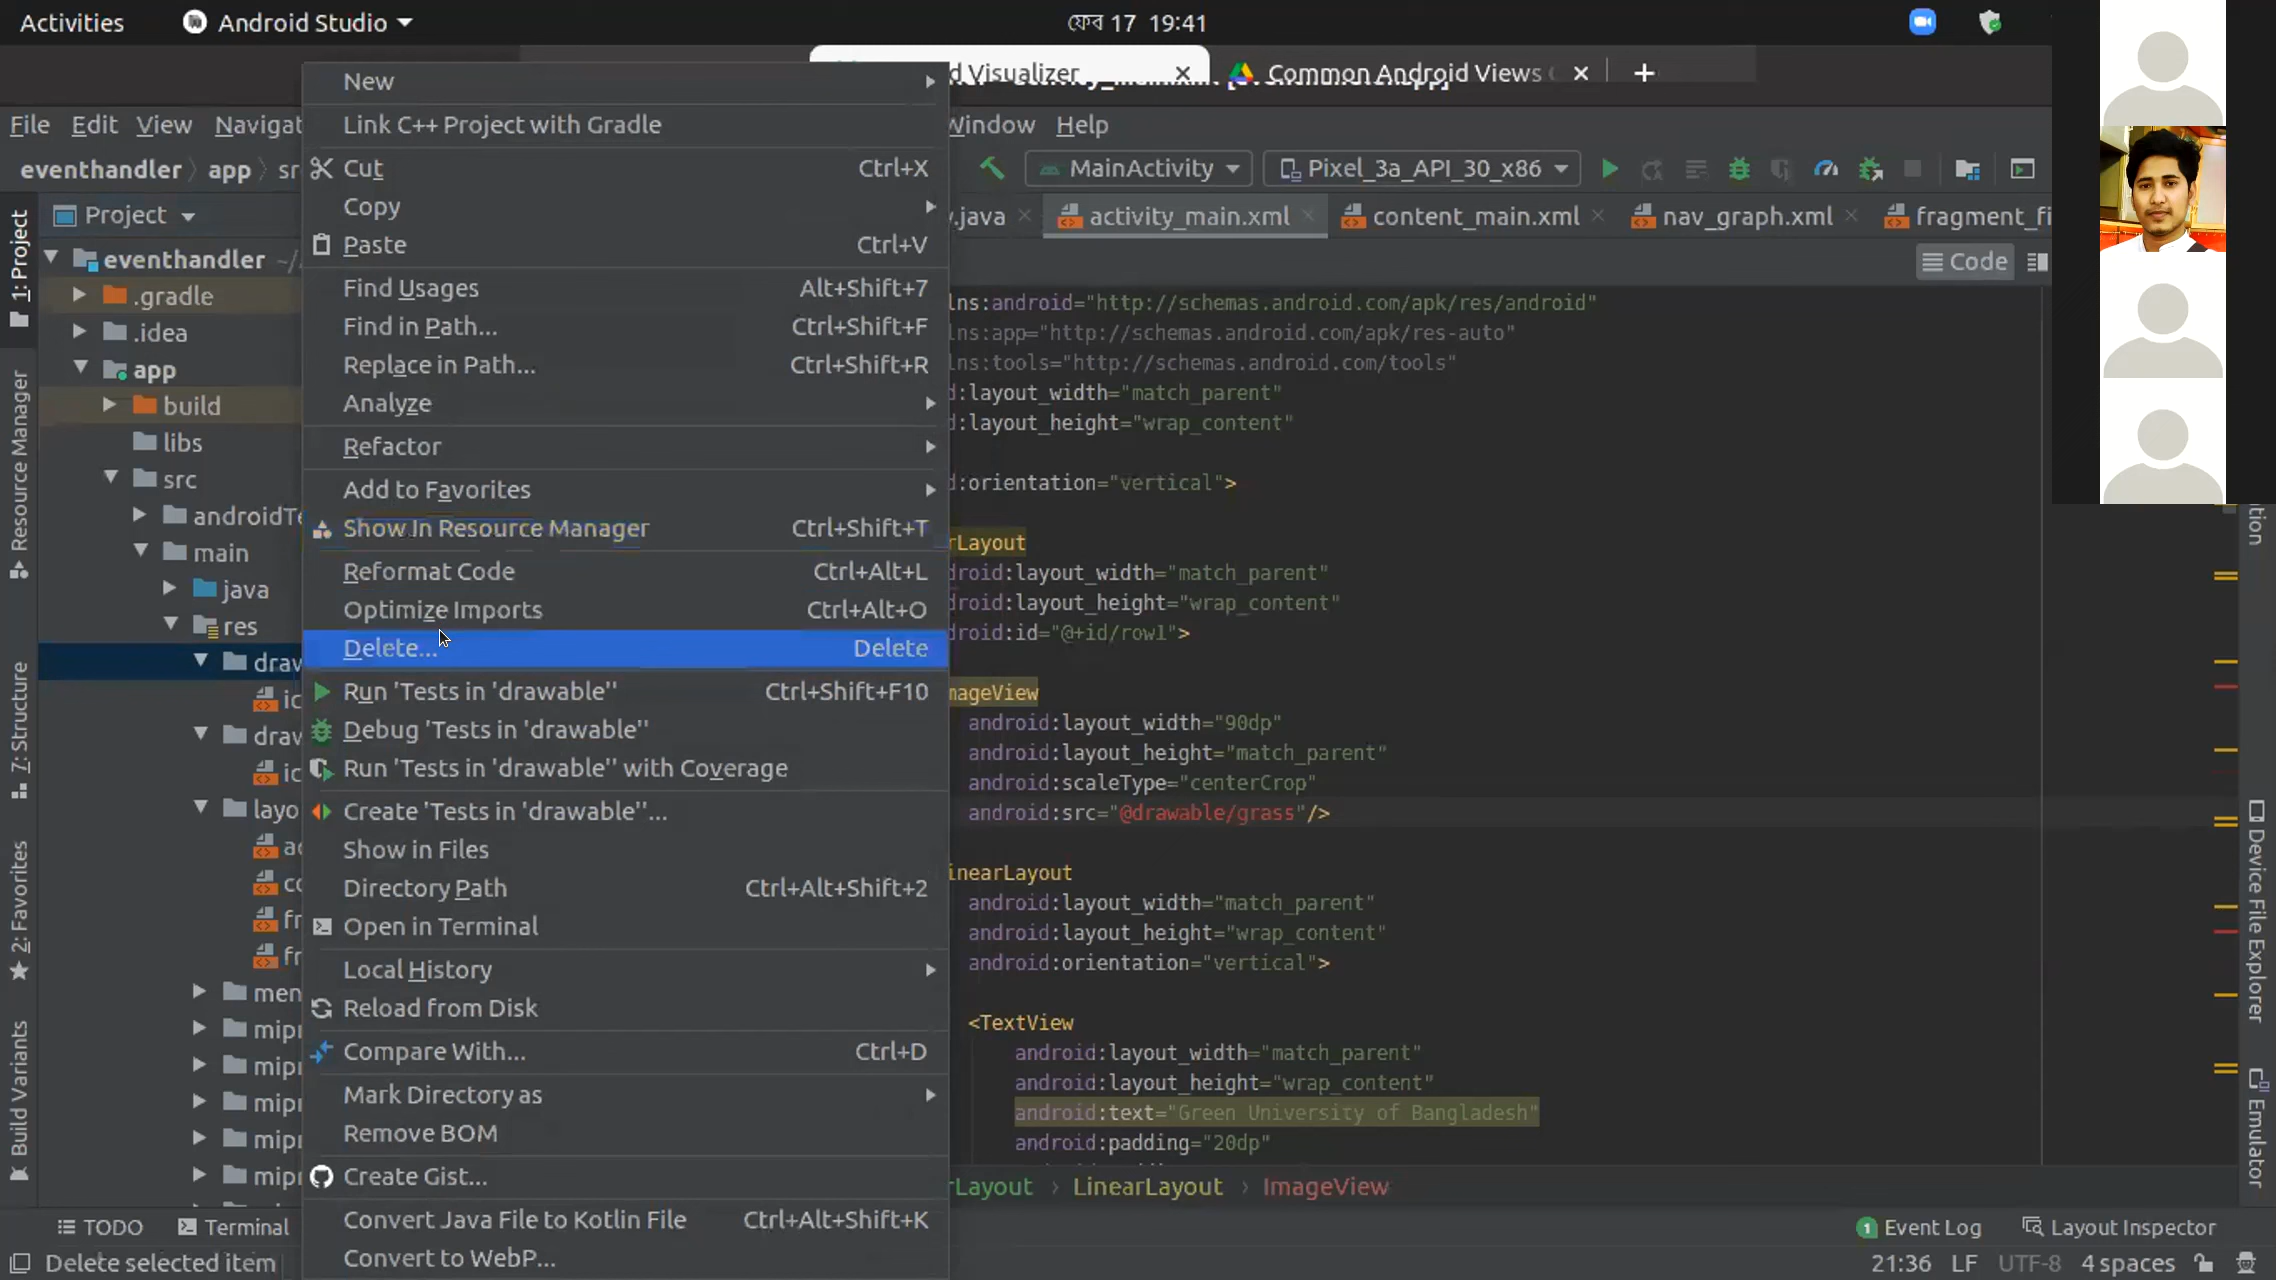 Activities
Android Studio
ফেব 17 19:41
d Visualizer
Common Android Views
activity_main.xml [eventhandler.app]
File Edit View Navigat
Window Help
eventhandler app sr
MainActivity
Pixel_3a_API_30_x86
Project
y.java
activity_main.xml
content_main.xml
nav_graph.xml
fragment_fi
Code
1: Project
Resource Manager
7: Structure
2: Favorites
Build Variants
eventhandler ~/
.gradle
.idea
app
build
libs
src
androidTe
main
java
res
draw
ic
draw
ic
layo
ac
co
fr
fr
men
mipr
mipr
mipr
mipr
mipr
New
Link C++ Project with Gradle
Cut Ctrl+X
Copy
Paste Ctrl+V
Find Usages Alt+Shift+7
Find in Path... Ctrl+Shift+F
Replace in Path... Ctrl+Shift+R
Analyze
Refactor
Add to Favorites
Show In Resource Manager Ctrl+Shift+T
Reformat Code Ctrl+Alt+L
Optimize Imports Ctrl+Alt+O
Delete... Delete
Run 'Tests in 'drawable'' Ctrl+Shift+F10
Debug 'Tests in 'drawable''
Run 'Tests in 'drawable'' with Coverage
Create 'Tests in 'drawable''...
Show in Files
Directory Path Ctrl+Alt+Shift+2
Open in Terminal
Local History
Reload from Disk
Compare With... Ctrl+D
Mark Directory as
Remove BOM
Create Gist...
Convert Java File to Kotlin File Ctrl+Alt+Shift+K
Convert to WebP...
lns:android="http://schemas.android.com/apk/res/android"
lns:app="http://schemas.android.com/apk/res-auto"
lns:tools="http://schemas.android.com/tools"
d:layout_width="match_parent"
d:layout_height="wrap_content"
d:orientation="vertical">
rLayout
droid:layout_width="match_parent"
droid:layout_height="wrap_content"
droid:id="@+id/row1">
mageView
android:layout_width="90dp"
android:layout_height="match_parent"
android:scaleType="centerCrop"
android:src="@drawable/grass"/>
inearLayout
android:layout_width="match_parent"
android:layout_height="wrap_content"
android:orientation="vertical">
<TextView
android:layout_width="match_parent"
android:layout_height="wrap_content"
android:text="Green University of Bangladesh"
android:padding="20dp"
rLayout › LinearLayout › ImageView
Device File Explorer
Emulator
TODO
Terminal
1 Event Log
Layout Inspector
Delete selected item
21:36 LF UTF-8 4 spaces